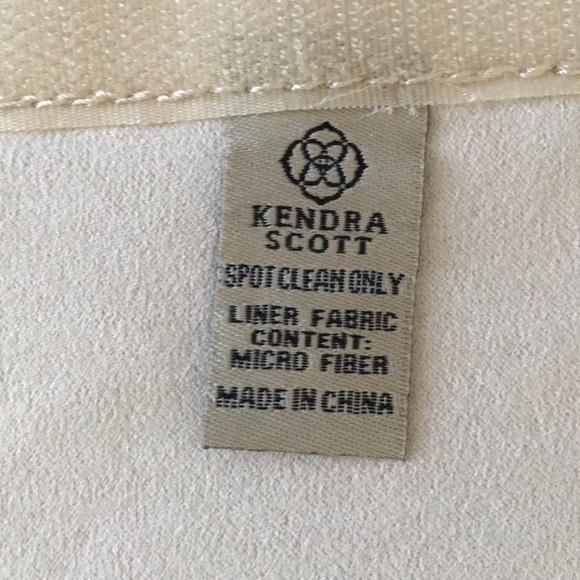 KENDRA
SCOTT
SPOT CLEAN ONLY
LINER FABRIC
CONTENT:
MICRO FIBER
MADE IN CHINA